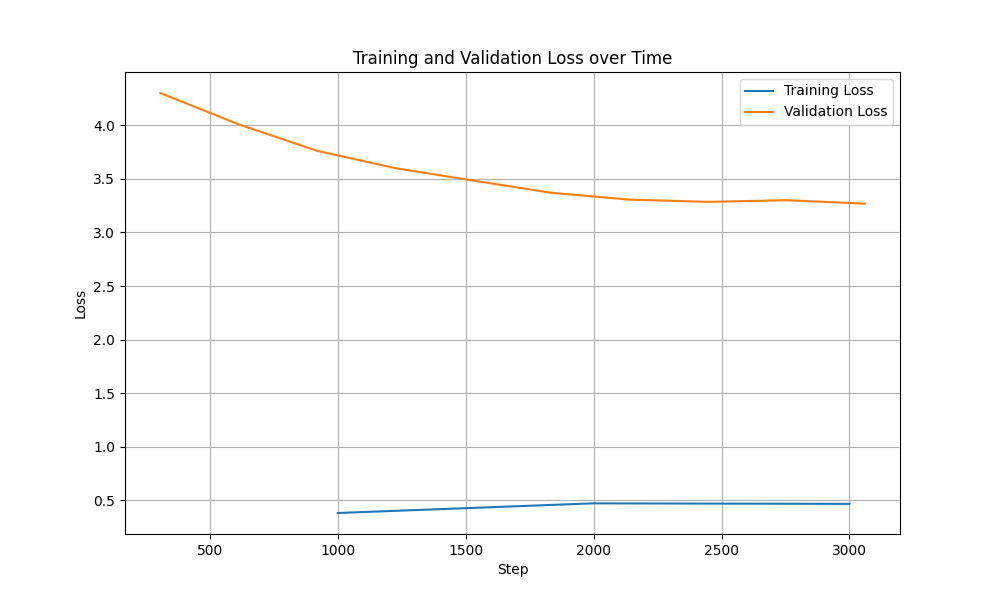 Training and Validation Loss over Time
Training Loss
Validation Loss
4.0
3.5
3.0
2.5
2.0
1.5
1.0
0.5
Loss
500 1000 1500 2000 2500 3000
Step